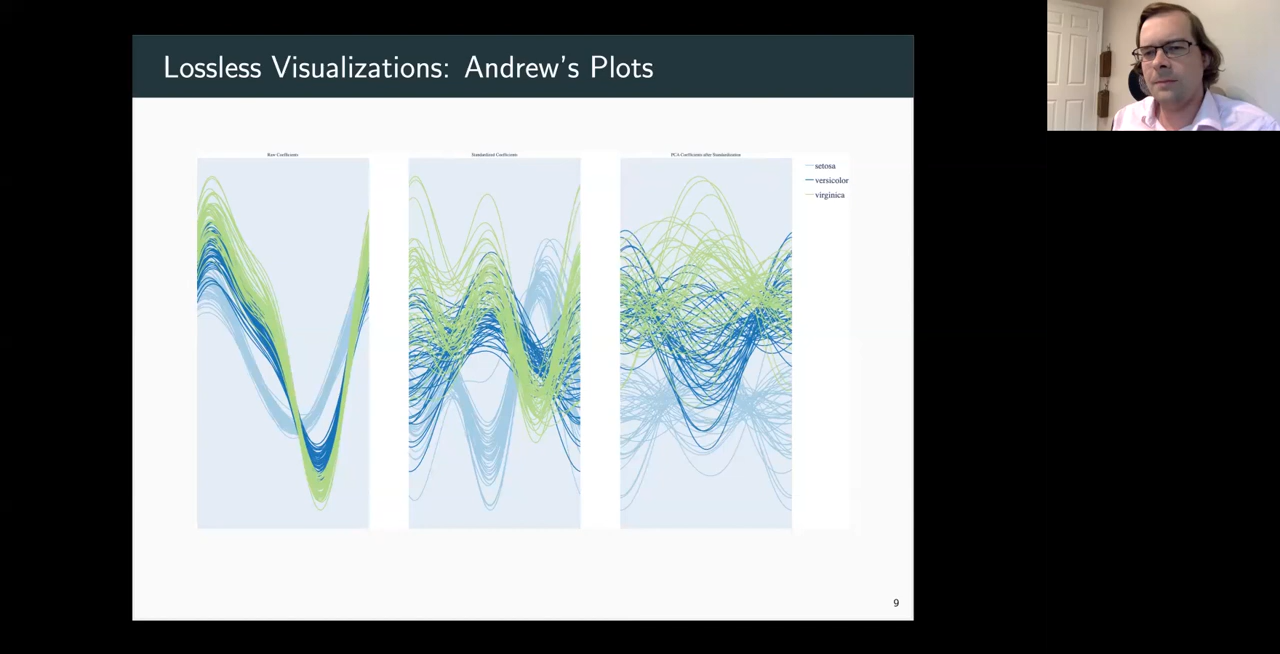 Lossless Visualizations: Andrew's Plots
Raw Coefficients
Standardized Coefficients
PCA Coefficients after Standardization
setosa
versicolor
virginica
9